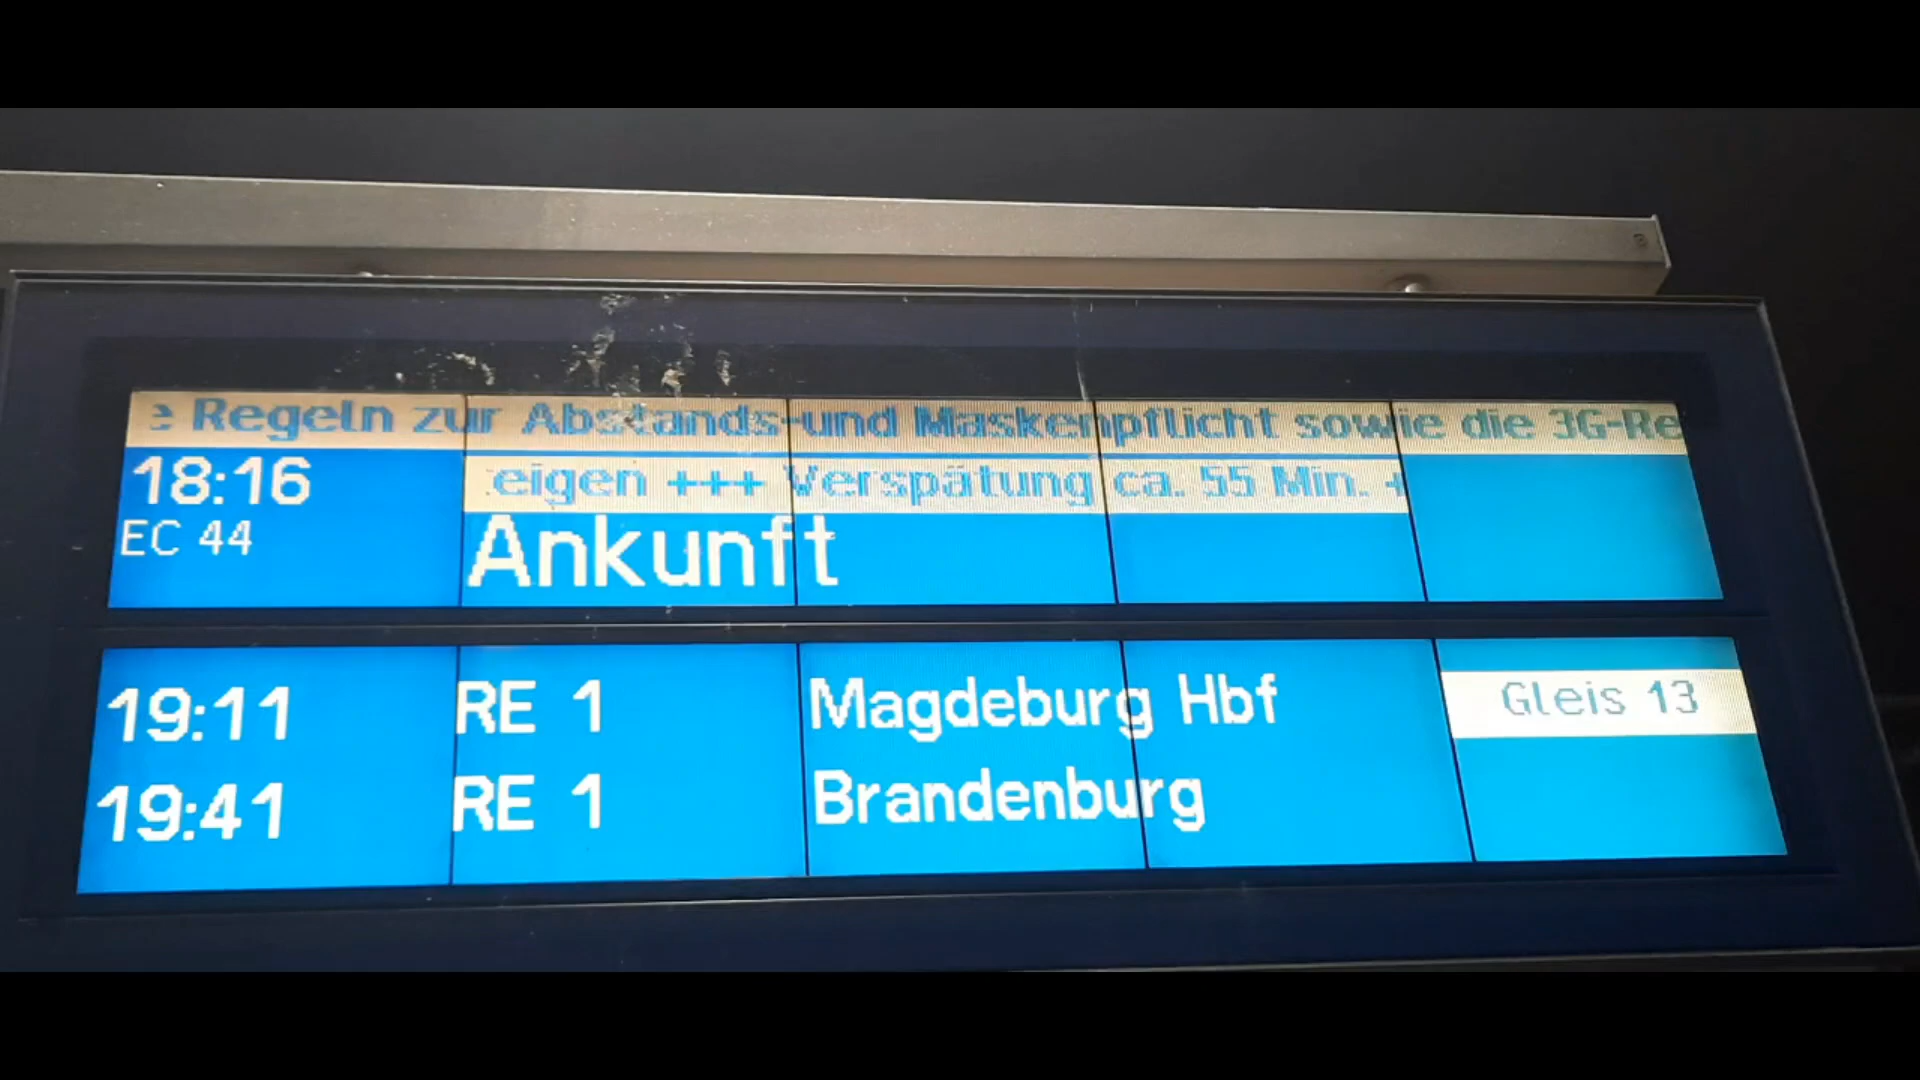 e Regeln zur Abstands-und Maskenpflicht sowie die 3G-Re
18:16 eigen +++ Verspätung ca. 55 Min. +
EC 44 Ankunft
19:11 RE 1 Magdeburg Hbf Gleis 13
19:41 RE 1 Brandenburg